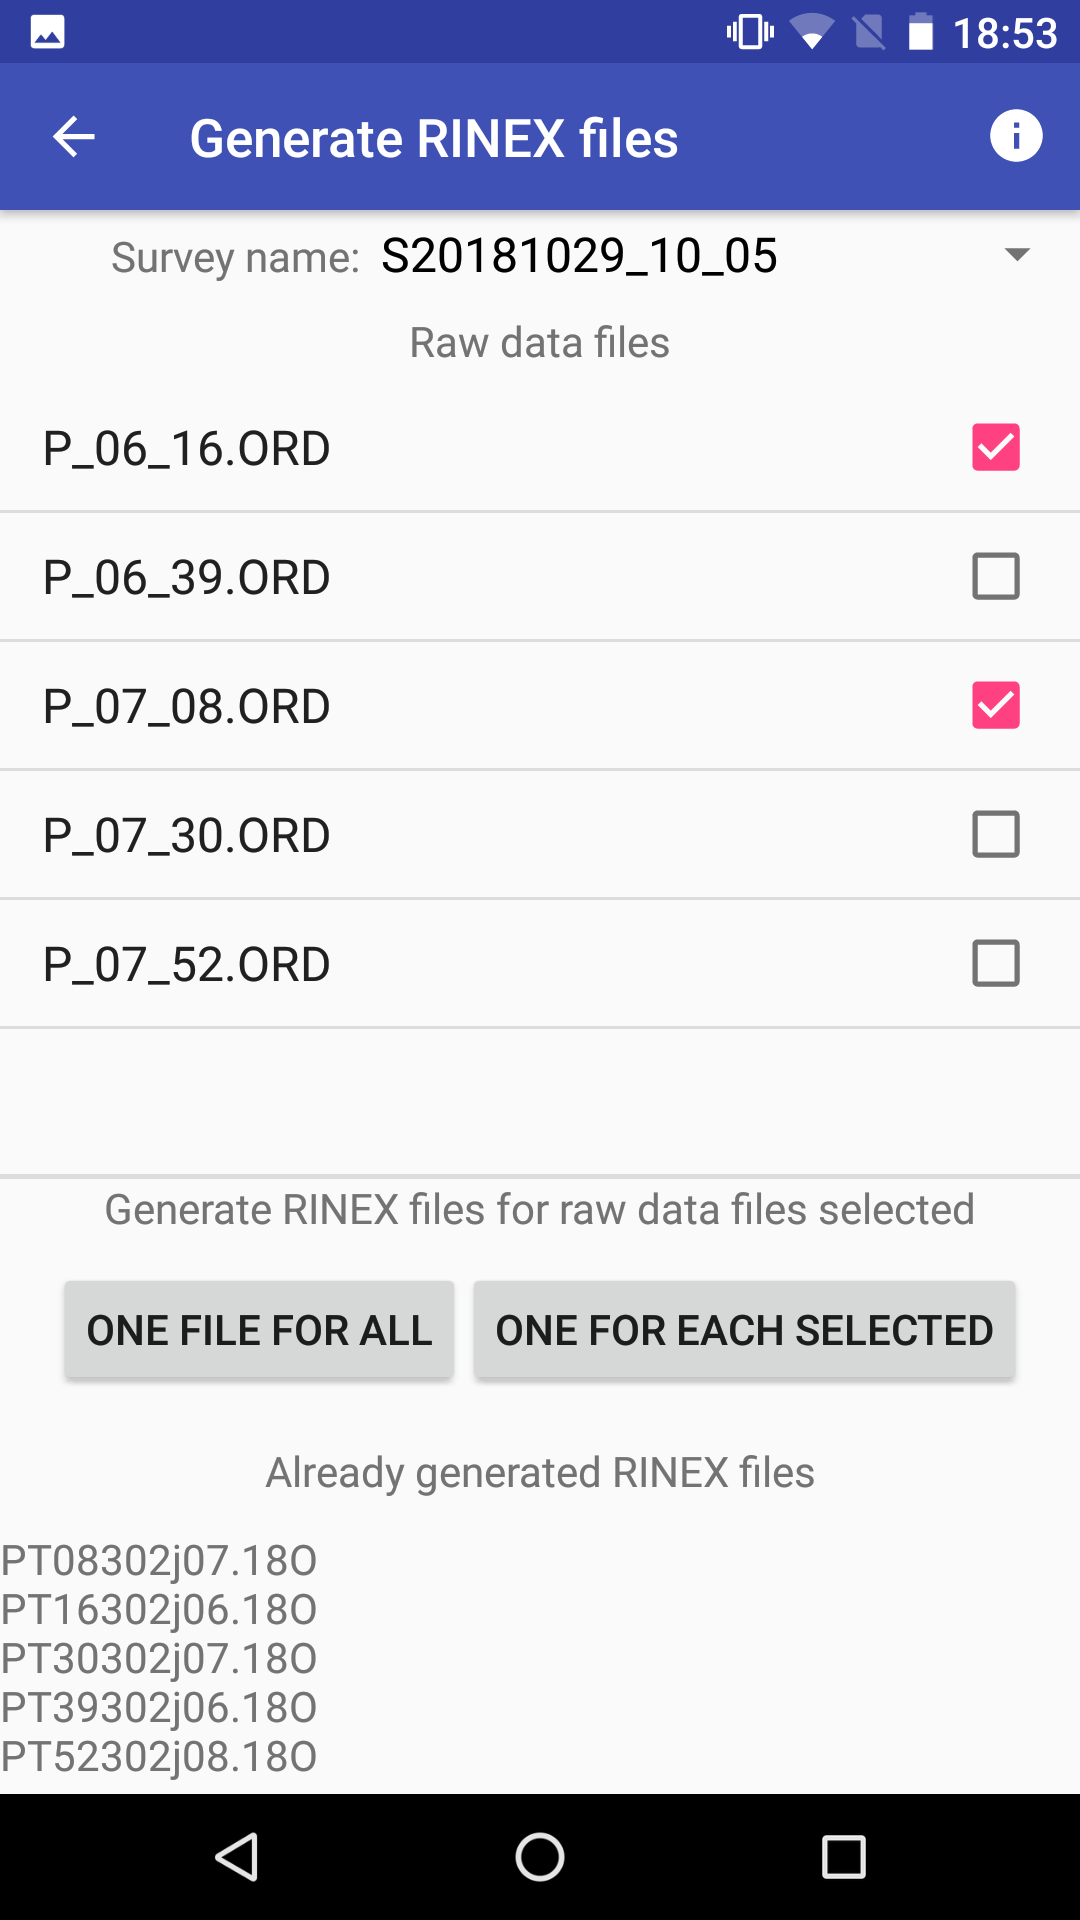 18:53
Generate RINEX files
Survey name: S20181029_10_05
Raw data files
P_06_16.ORD
P_06_39.ORD
P_07_08.ORD
P_07_30.ORD
P_07_52.ORD
Generate RINEX files for raw data files selected
ONE FILE FOR ALL ONE FOR EACH SELECTED
Already generated RINEX files
PT08302j07.18O
PT16302j06.18O
PT30302j07.18O
PT39302j06.18O
PT52302j08.18O